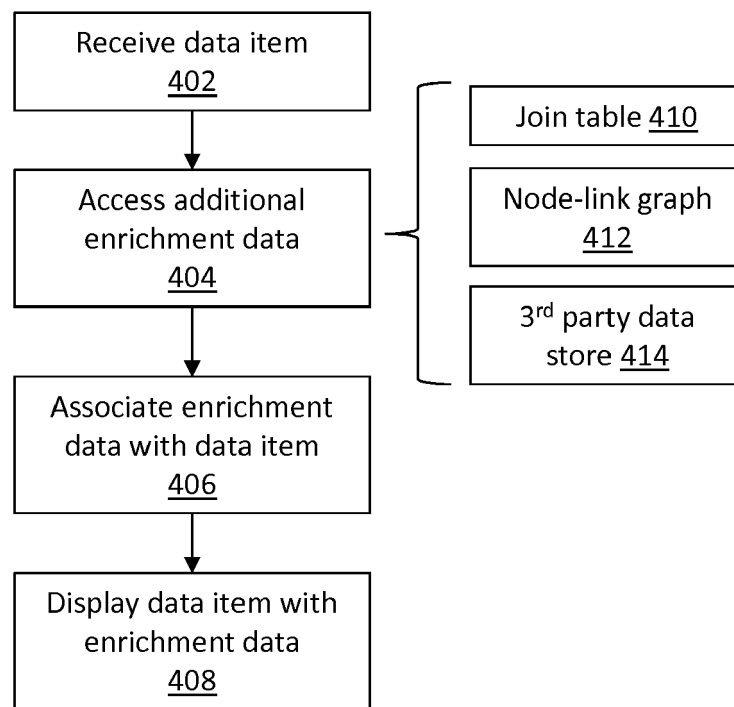 Receive data item
402
Access additional
enrichment data
404
Associate enrichment
data with data item
406
Display data item with
enrichment data
408
Join table 410
Node-link graph
412
3rd party data
store 414